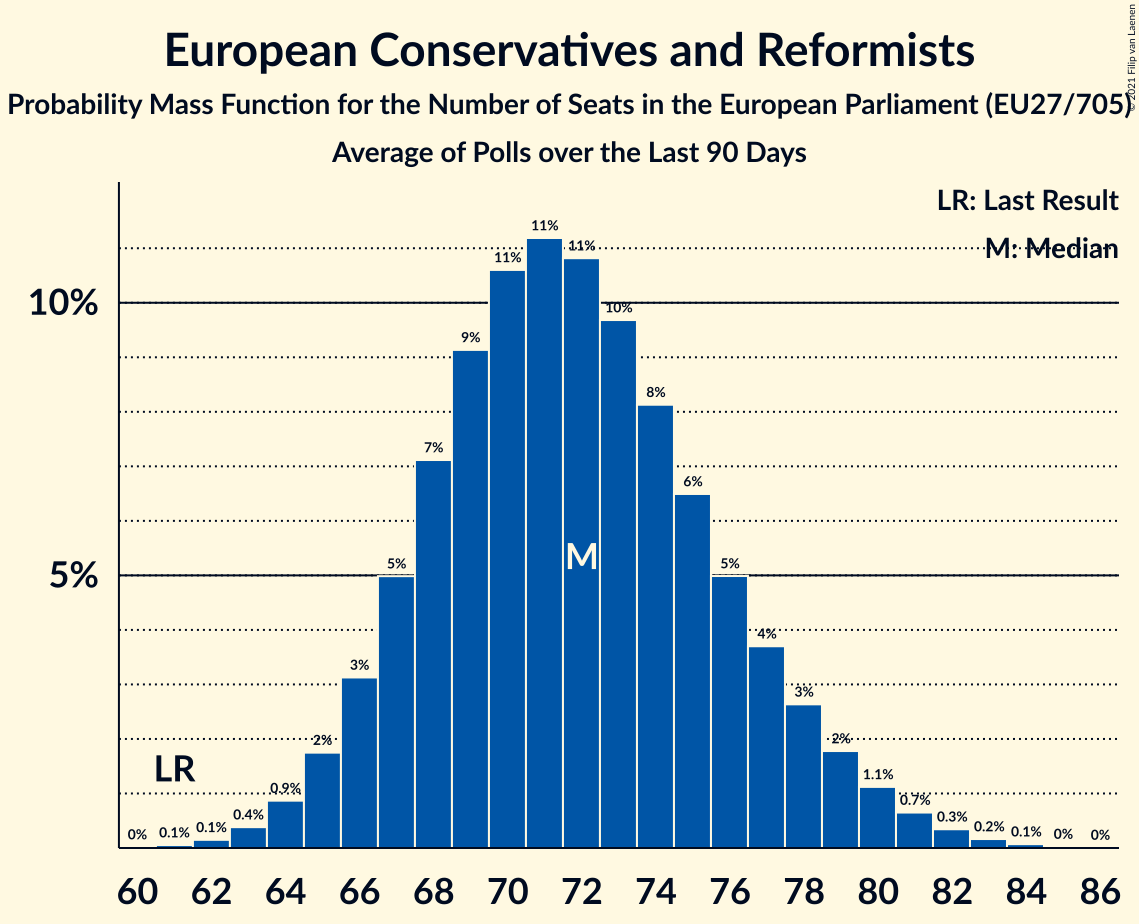 European Conservatives and Reformists
Probability Mass Function for the Number of Seats in the European Parliament (EU27/705)
Average of Polls over the Last 90 Days
© 2021 Filip van Laenen
LR: Last Result
M: Median
10%
5%
0% 0.1% 0.1% 0.4% 0.9% 2% 3% 5% 7% 9% 11% 11% 11% 10% 8% 6% 5% 4% 3% 2% 1.1% 0.7% 0.3% 0.2% 0.1% 0% 0%
LR
M
60 62 64 66 68 70 72 74 76 78 80 82 84 86